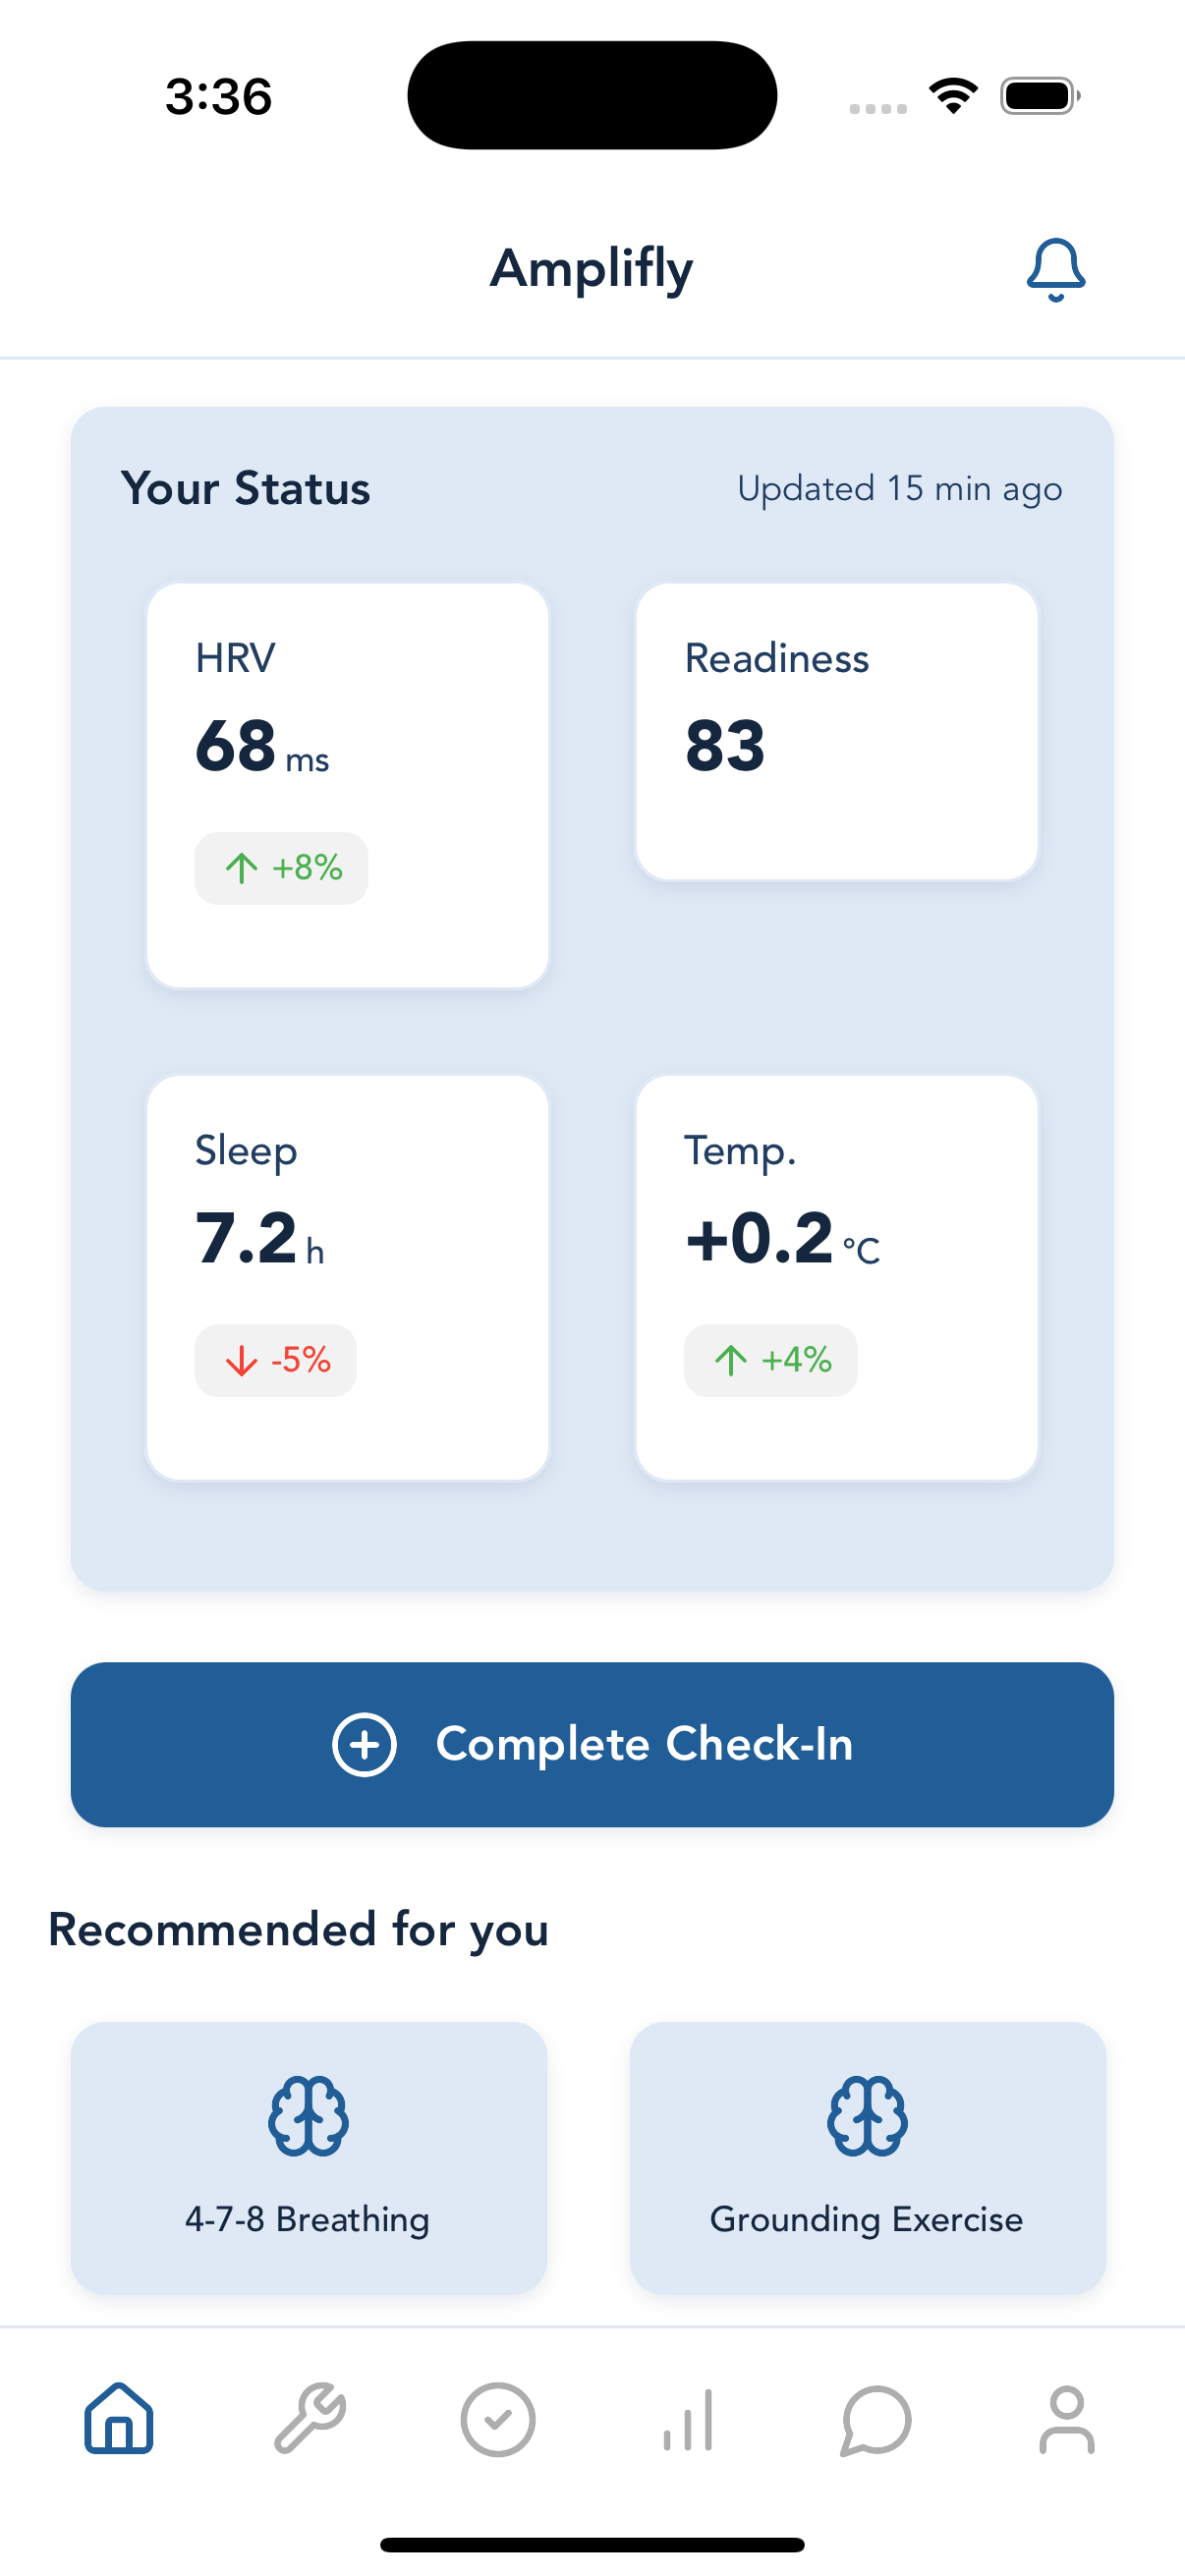 3:36
Amplifly
Your Status
Updated 15 min ago
HRV
68 ms
+8%
Readiness
83
Sleep
7.2 h
-5%
Temp.
+0.2 °C
+4%
Complete Check-In
Recommended for you
4-7-8 Breathing
Grounding Exercise